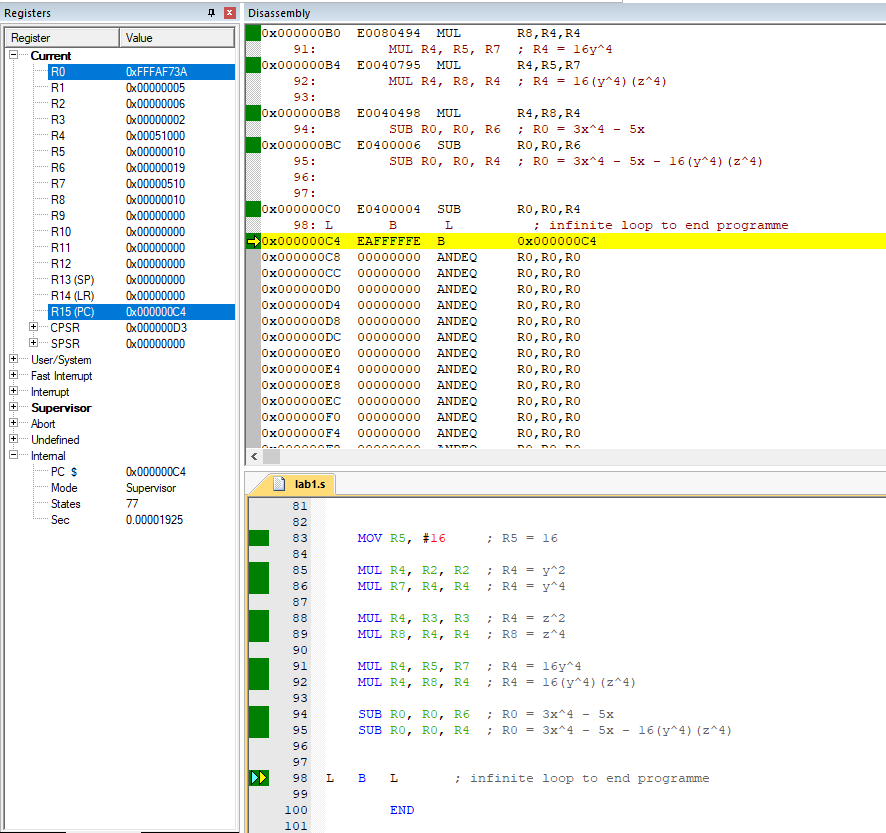 Registers
Register Value
Current
R0 0xFFFAF73A
R1 0x00000005
R2 0x00000006
R3 0x00000002
R4 0x00051000
R5 0x00000010
R6 0x00000019
R7 0x00000510
R8 0x00000010
R9 0x00000000
R10 0x00000000
R11 0x00000000
R12 0x00000000
R13 (SP) 0x00000000
R14 (LR) 0x00000000
R15 (PC) 0x000000C4
CPSR 0x000000D3
SPSR 0x00000000
User/System
Fast Interrupt
Interrupt
Supervisor
Abort
Undefined
Internal
PC $ 0x000000C4
Mode Supervisor
States 77
Sec 0.00001925
Disassembly
0x000000B0 E0080494 MUL R8,R4,R4
91: MUL R4, R5, R7 ; R4 = 16y^4
0x000000B4 E0040795 MUL R4,R5,R7
92: MUL R4, R8, R4 ; R4 = 16(y^4)(z^4)
93:
0x000000B8 E0040498 MUL R4,R8,R4
94: SUB R0, R0, R6 ; R0 = 3x^4 - 5x
0x000000BC E0400006 SUB R0,R0,R6
95: SUB R0, R0, R4 ; R0 = 3x^4 - 5x - 16(y^4)(z^4)
96:
97:
0x000000C0 E0400004 SUB R0,R0,R4
98: L B L ; infinite loop to end programme
0x000000C4 EAFFFFFE B 0x000000C4
0x000000C8 00000000 ANDEQ R0,R0,R0
0x000000CC 00000000 ANDEQ R0,R0,R0
0x000000D0 00000000 ANDEQ R0,R0,R0
0x000000D4 00000000 ANDEQ R0,R0,R0
0x000000D8 00000000 ANDEQ R0,R0,R0
0x000000DC 00000000 ANDEQ R0,R0,R0
0x000000E0 00000000 ANDEQ R0,R0,R0
0x000000E4 00000000 ANDEQ R0,R0,R0
0x000000E8 00000000 ANDEQ R0,R0,R0
0x000000EC 00000000 ANDEQ R0,R0,R0
0x000000F0 00000000 ANDEQ R0,R0,R0
0x000000F4 00000000 ANDEQ R0,R0,R0
lab1.s
81
82
83 MOV R5, #16 ; R5 = 16
84
85 MUL R4, R2, R2 ; R4 = y^2
86 MUL R7, R4, R4 ; R4 = y^4
87
88 MUL R4, R3, R3 ; R4 = z^2
89 MUL R8, R4, R4 ; R8 = z^4
90
91 MUL R4, R5, R7 ; R4 = 16y^4
92 MUL R4, R8, R4 ; R4 = 16(y^4)(z^4)
93
94 SUB R0, R0, R6 ; R0 = 3x^4 - 5x
95 SUB R0, R0, R4 ; R0 = 3x^4 - 5x - 16(y^4)(z^4)
96
97
98 L B L ; infinite loop to end programme
99
100 END
101